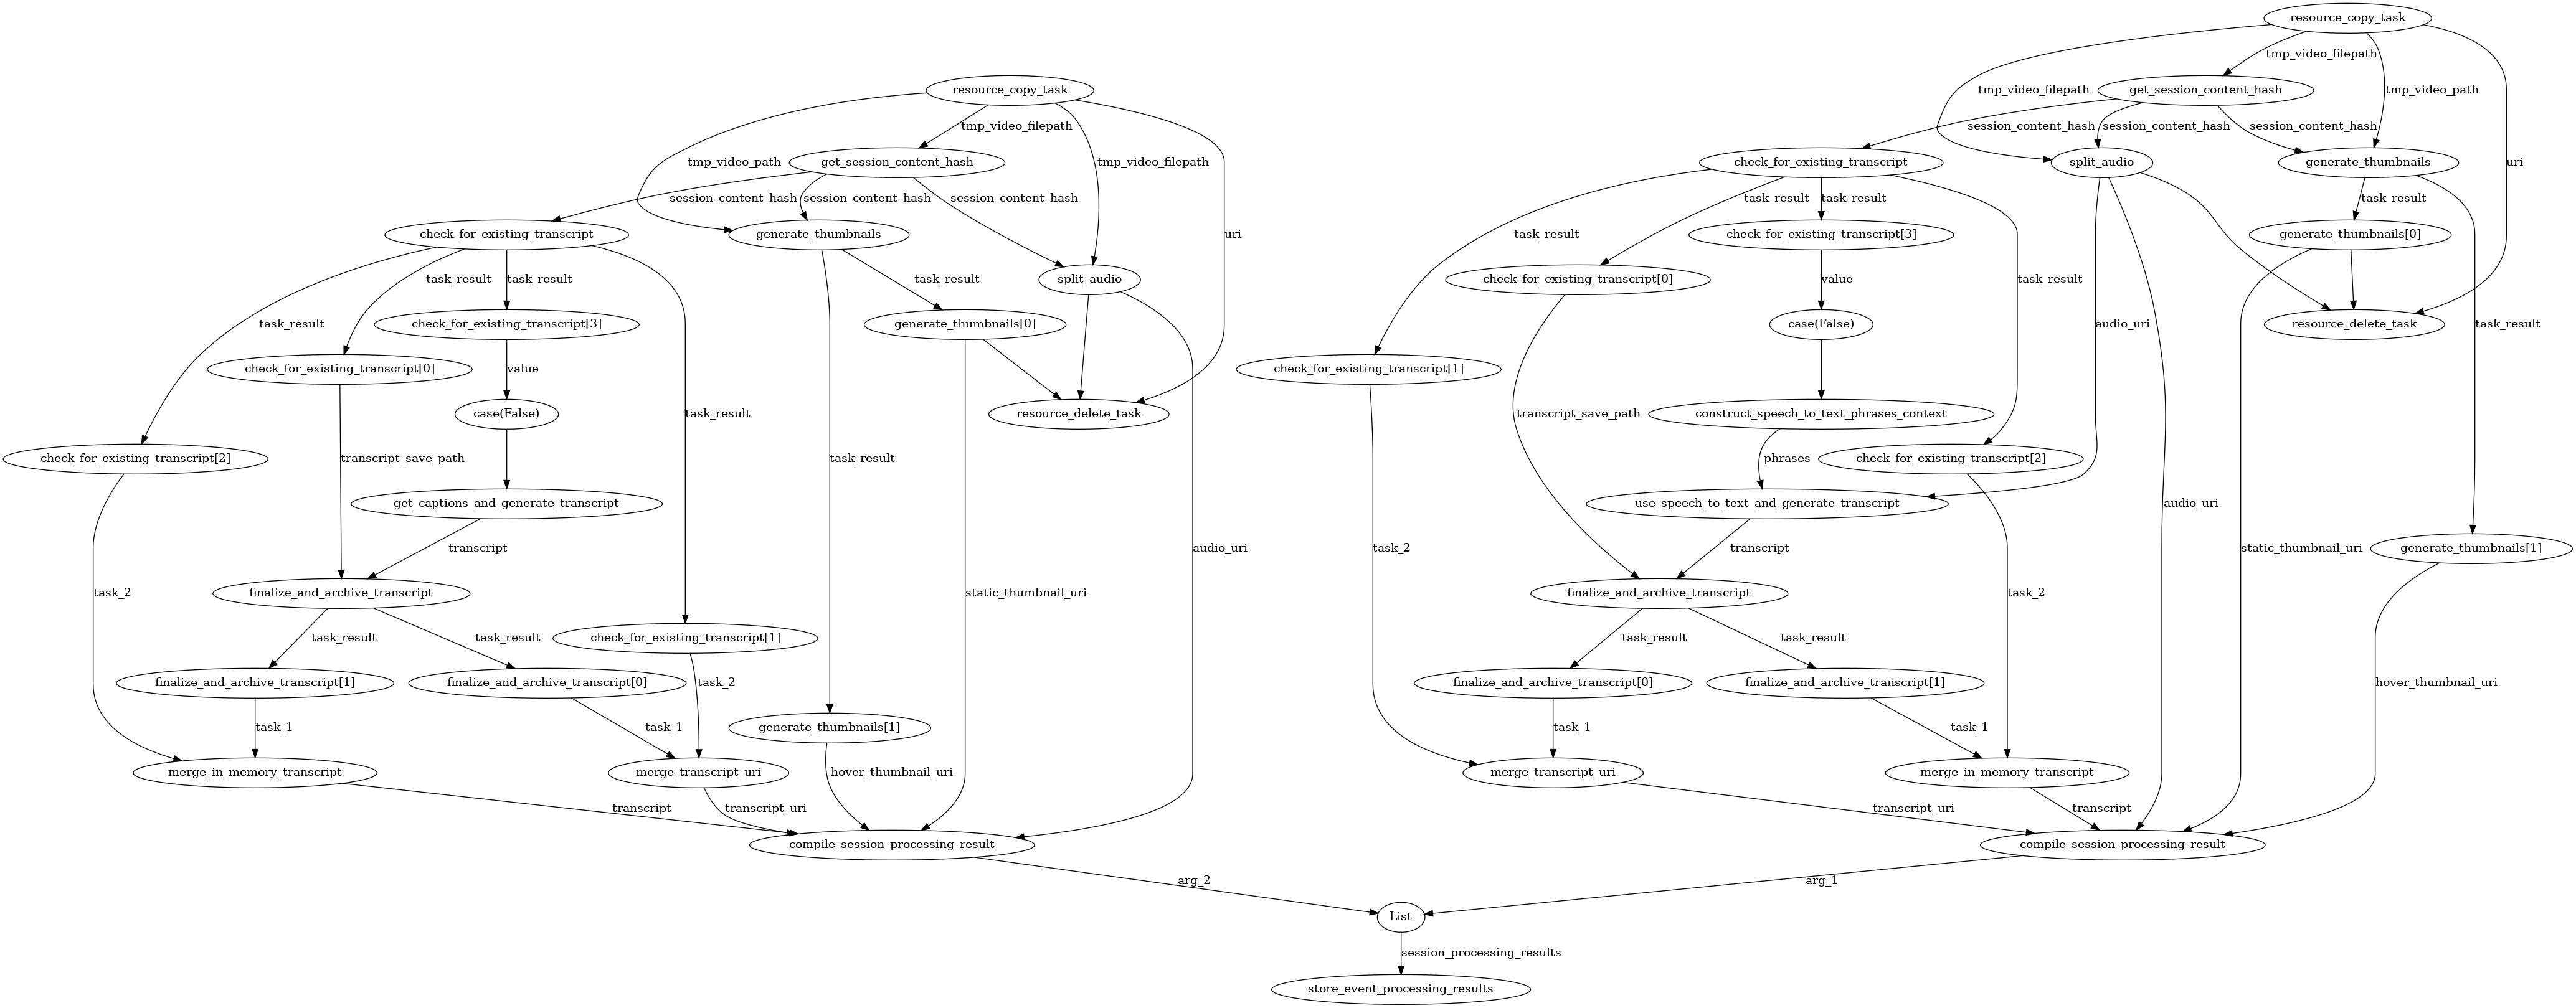 resource_copy_task
tmp_video_filepath
resource_copy_task
tmp_video_filepath
tmp_video_path
get_session_content_hash
tmp_video_filepath
session_content_hash
session_content_hash
session_content_hash
tmp_video_path
get_session_content_hash
tmp_video_filepath
check_for_existing_transcript
split_audio
generate_thumbnails
uri
session_content_hash
session_content_hash
session_content_hash
task_result
task_result
task_result
check_for_existing_transcript
generate_thumbnails
uri
task_result
check_for_existing_transcript[3]
generate_thumbnails[0]
task_result
task_result
task_result
split_audio
check_for_existing_transcript[0]
value
task_result
task_result
check_for_existing_transcript[3]
generate_thumbnails[0]
case(False)
audio_uri
resource_delete_task
task_result
check_for_existing_transcript[0]
value
check_for_existing_transcript[1]
case(False)
task_result
resource_delete_task
transcript_save_path
construct_speech_to_text_phrases_context
check_for_existing_transcript[2]
transcript_save_path
task_result
phrases
check_for_existing_transcript[2]
get_captions_and_generate_transcript
use_speech_to_text_and_generate_transcript
audio_uri
transcript
audio_uri
task_2
transcript
static_thumbnail_uri
generate_thumbnails[1]
task_2
finalize_and_archive_transcript
static_thumbnail_uri
finalize_and_archive_transcript
task_2
task_result
task_result
check_for_existing_transcript[1]
task_result
task_result
finalize_and_archive_transcript[1]
finalize_and_archive_transcript[0]
task_2
finalize_and_archive_transcript[0]
finalize_and_archive_transcript[1]
hover_thumbnail_uri
task_1
task_1
generate_thumbnails[1]
task_1
task_1
merge_in_memory_transcript
merge_transcript_uri
hover_thumbnail_uri
merge_transcript_uri
merge_in_memory_transcript
transcript
transcript_uri
transcript_uri
transcript
compile_session_processing_result
compile_session_processing_result
arg_2
arg_1
List
session_processing_results
store_event_processing_results